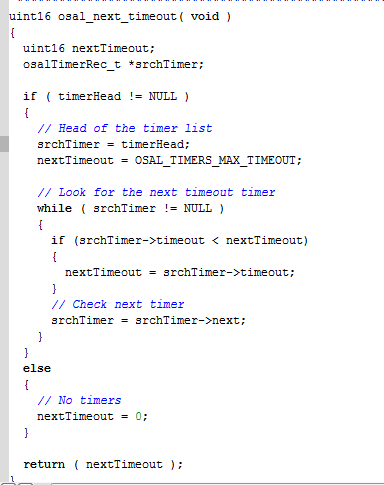 uint16 osal_next_timeout( void )
{
uint16 nextTimeout;
osalTimerRec_t *srchTimer;
if ( timerHead != NULL )
{
// Head of the timer list
srchTimer = timerHead;
nextTimeout = OSAL_TIMERS_MAX_TIMEOUT;
// Look for the next timeout timer
while ( srchTimer != NULL )
{
if (srchTimer->timeout < nextTimeout)
{
nextTimeout = srchTimer->timeout;
}
// Check next timer
srchTimer = srchTimer->next;
}
}
else
{
// No timers
nextTimeout = 0;
}
return ( nextTimeout );
}